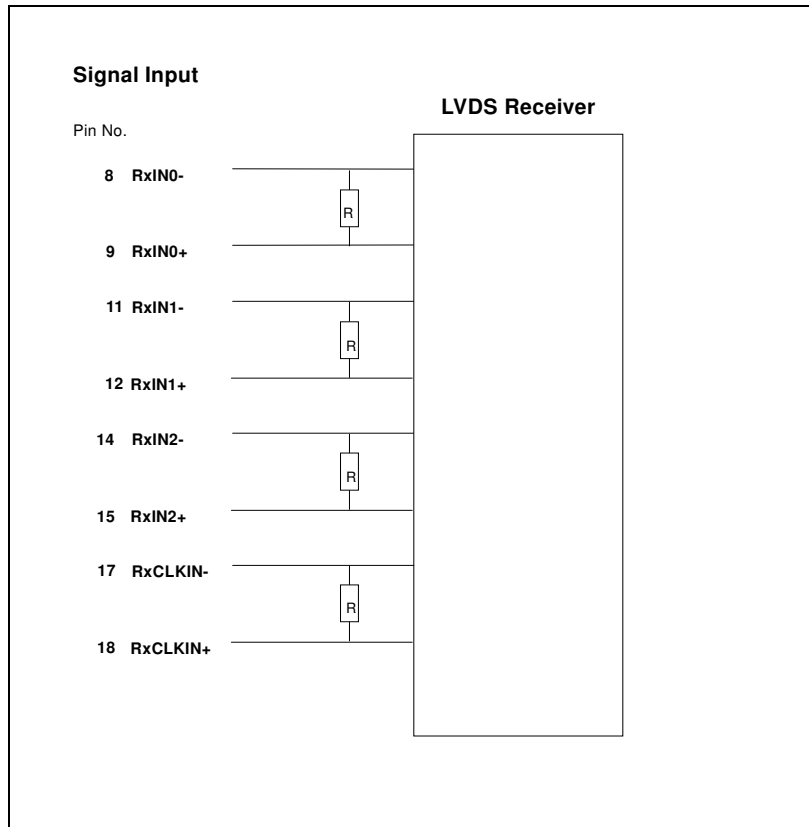 Signal Input
LVDS Receiver
Pin No.
8 RxIN0-
R
9 RxIN0+
11 RxIN1-
R
12 RxIN1+
14 RxIN2-
R
15 RxIN2+
17 RxCLKIN-
R
18 RxCLKIN+